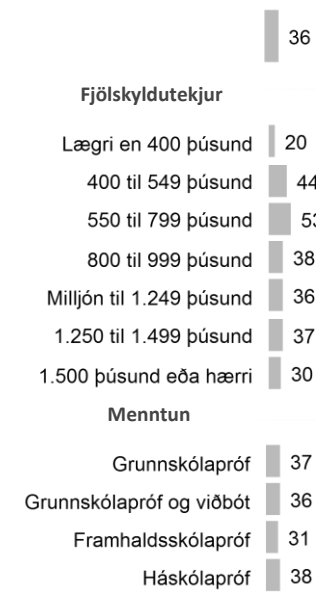 36
Fjölskyldutekjur
Lægri en 400 þúsund 20
400 til 549 þúsund 44
550 til 799 þúsund 53
800 til 999 þúsund 38
Milljón til 1.249 þúsund 36
1.250 til 1.499 þúsund 37
1.500 þúsund eða hærri 30
Menntun
Grunnskólapróf 37
Grunnskólapróf og viðbót 36
Framhaldsskólapróf 31
Háskólapróf 38